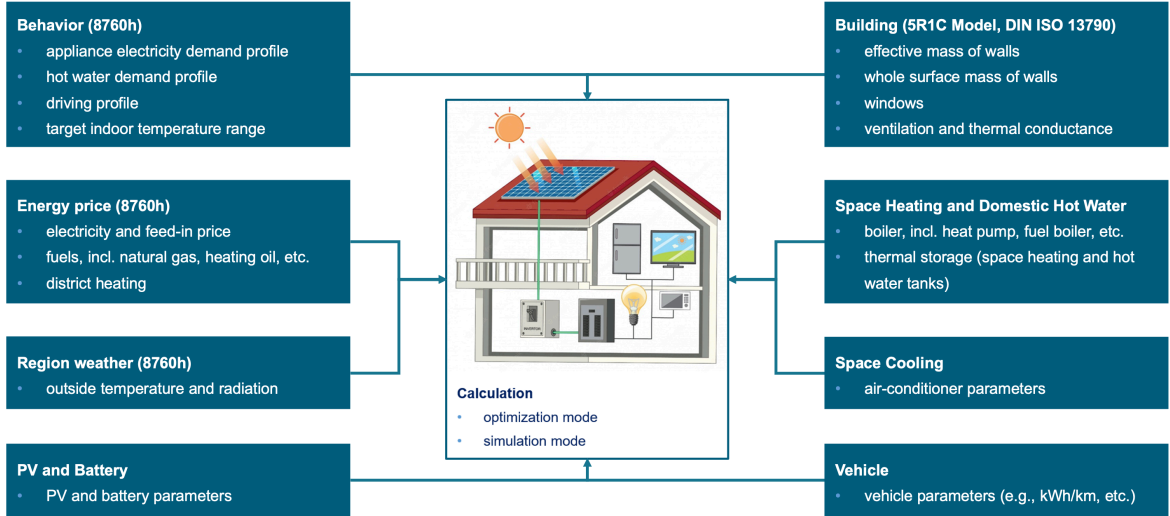 Behavior (8760h)
• appliance electricity demand profile
• hot water demand profile
• driving profile
• target indoor temperature range
Energy price (8760h)
• electricity and feed-in price
• fuels, incl. natural gas, heating oil, etc.
• district heating
Region weather (8760h)
• outside temperature and radiation
PV and Battery
• PV and battery parameters
INVERTOR
Calculation
• optimization mode
• simulation mode
Building (5R1C Model, DIN ISO 13790)
• effective mass of walls
• whole surface mass of walls
• windows
• ventilation and thermal conductance
Space Heating and Domestic Hot Water
• boiler, incl. heat pump, fuel boiler, etc.
• thermal storage (space heating and hot
water tanks)
Space Cooling
• air-conditioner parameters
Vehicle
• vehicle parameters (e.g., kWh/km, etc.)